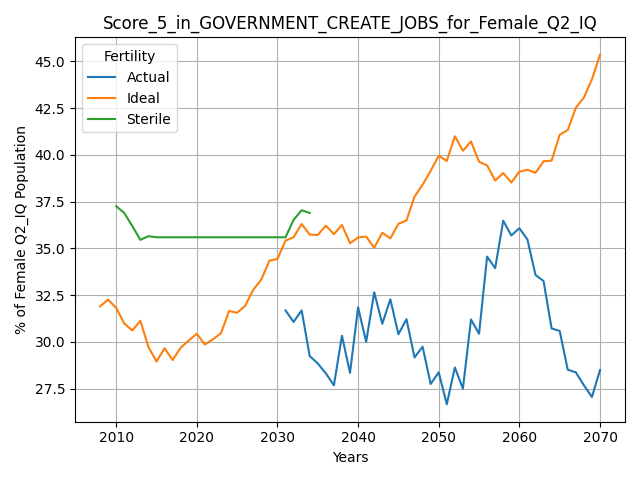 Score_5_in_GOVERNMENT_CREATE_JOBS_for_Female_Q2_IQ
Fertility
Actual
Ideal
Sterile
% of Female Q2_IQ Population
45.0
42.5
40.0
37.5
35.0
32.5
30.0
27.5
2010 2020 2030 2040 2050 2060 2070
Years